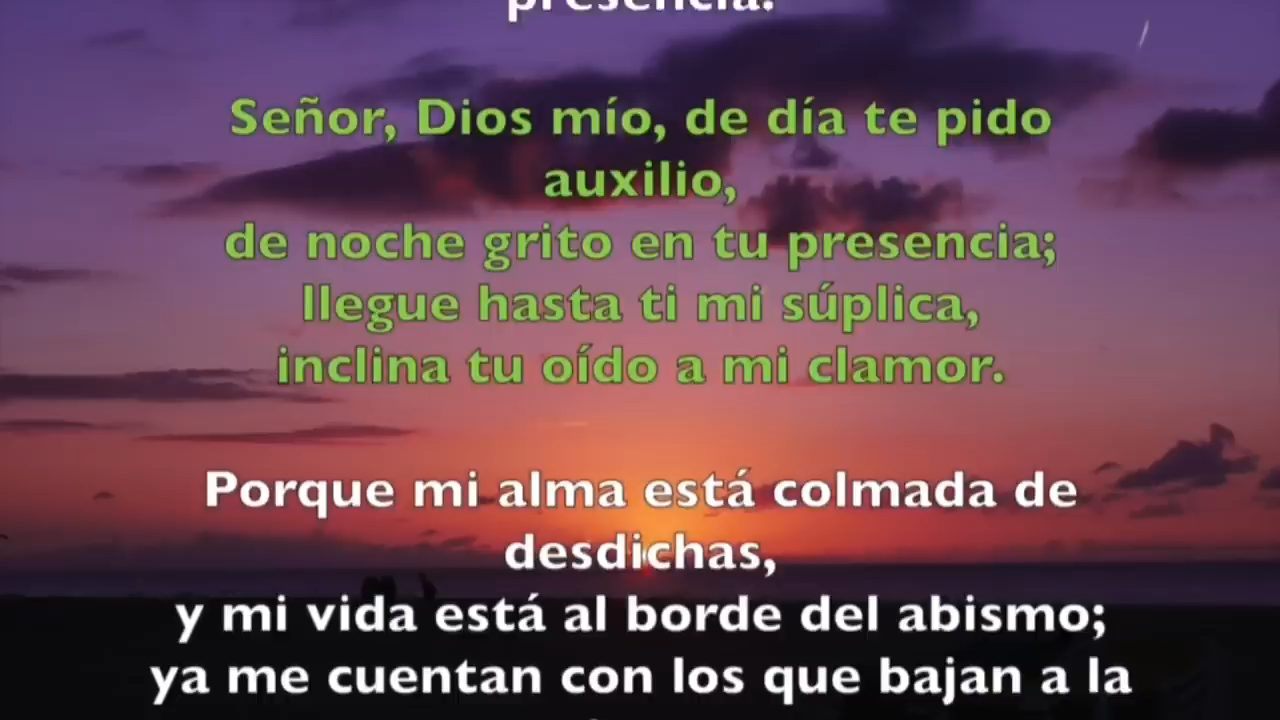 presencia.
Señor, Dios mío, de día te pido
auxilio,
de noche grito en tu presencia;
llegue hasta ti mi súplica,
inclina tu oído a mi clamor.
Porque mi alma está colmada de
desdichas,
y mi vida está al borde del abismo;
ya me cuentan con los que bajan a la